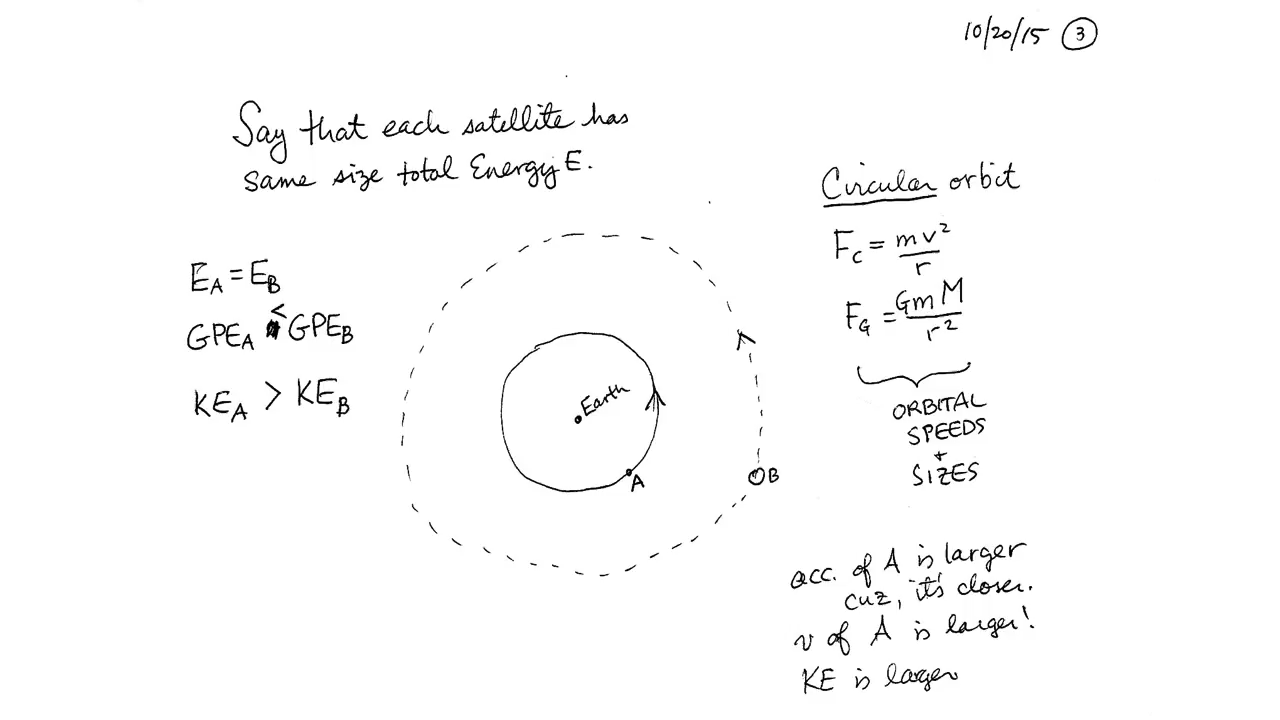 10/20/15 ③
Say that each satellite has
same size total Energy E.
E_A = E_B
GPE_A < GPE_B
KE_A > KE_B
Earth
A
B
Circular orbit
F_C = mv²/r
F_G = GmM/r²
ORBITAL
SPEEDS
+
SIZES
acc. of A is larger
cuz, it's closer.
v of A is larger!
KE is larger